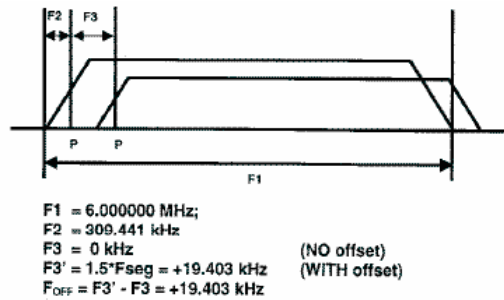 F2 F3
P P
F1
F1 = 6.000000 MHz;
F2 = 309.441 kHz
F3 = 0 kHz (NO offset)
F3' = 1.5*Fseg = +19.403 kHz (WITH offset)
FOFF = F3' - F3 = +19.403 kHz